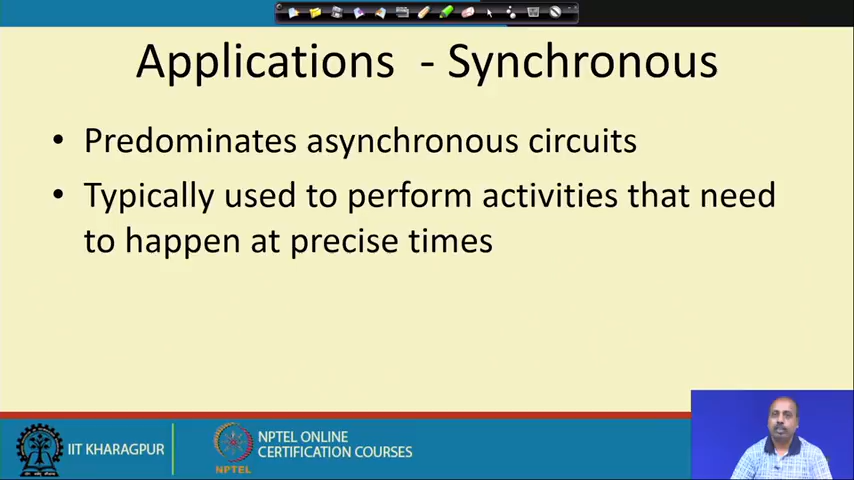 Applications - Synchronous
• Predominates asynchronous circuits
• Typically used to perform activities that need
to happen at precise times
IIT KHARAGPUR
NPTEL
NPTEL ONLINE
CERTIFICATION COURSES